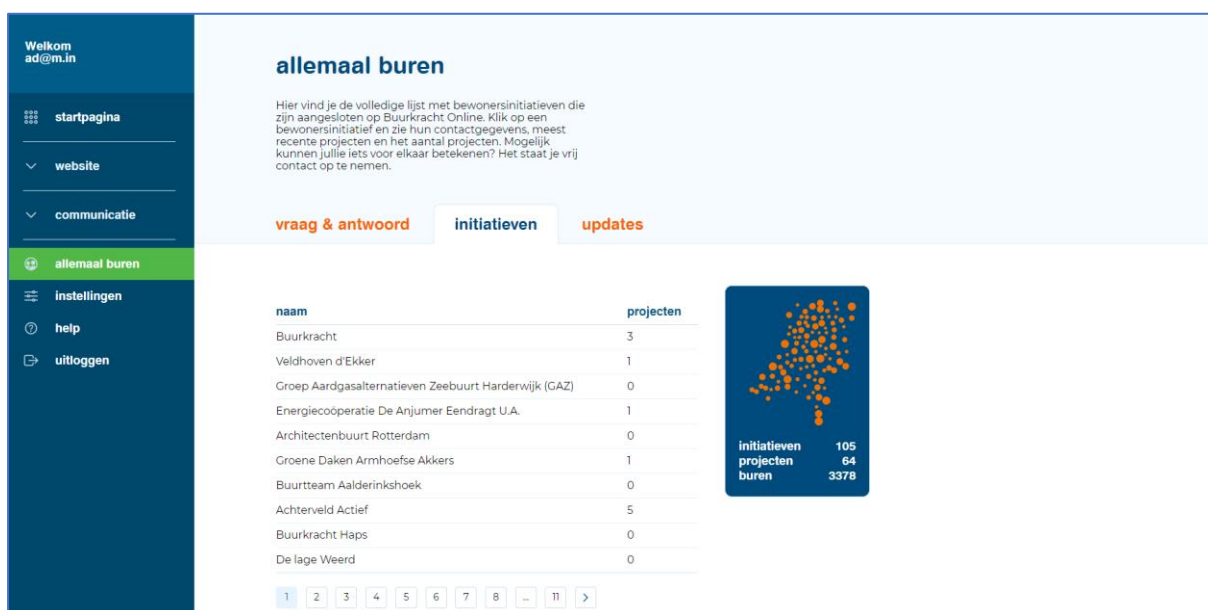 Welkom
ad@m.in
startpagina
website
communicatie
allemaal buren
instellingen
help
uitloggen
allemaal buren
Hier vind je de volledige lijst met bewonersinitiatieven die
zijn aangesloten op Buurkracht Online. Klik op een
bewonersinitiatief en zie hun contactgegevens, meest
recente projecten en het aantal projecten. Mogelijk
kunnen jullie iets voor elkaar betekenen? Het staat je vrij
contact op te nemen.
vraag & antwoord initiatieven updates
naam projecten
Buurkracht 3
Veldhoven d'Ekker 1
Groep Aardgasalternatieven Zeebuurt Harderwijk (GAZ) 0
Energiecoöperatie De Anjumer Eendragt U.A. 1
Architectenbuurt Rotterdam 0
Groene Daken Armhoefse Akkers 1
Buurtteam Aalderinkshoek 0
Achterveld Actief 5
Buurkracht Haps 0
De lage Weerd 0
1 2 3 4 5 6 7 8 ... 11 >
initiatieven 105
projecten 64
buren 3378